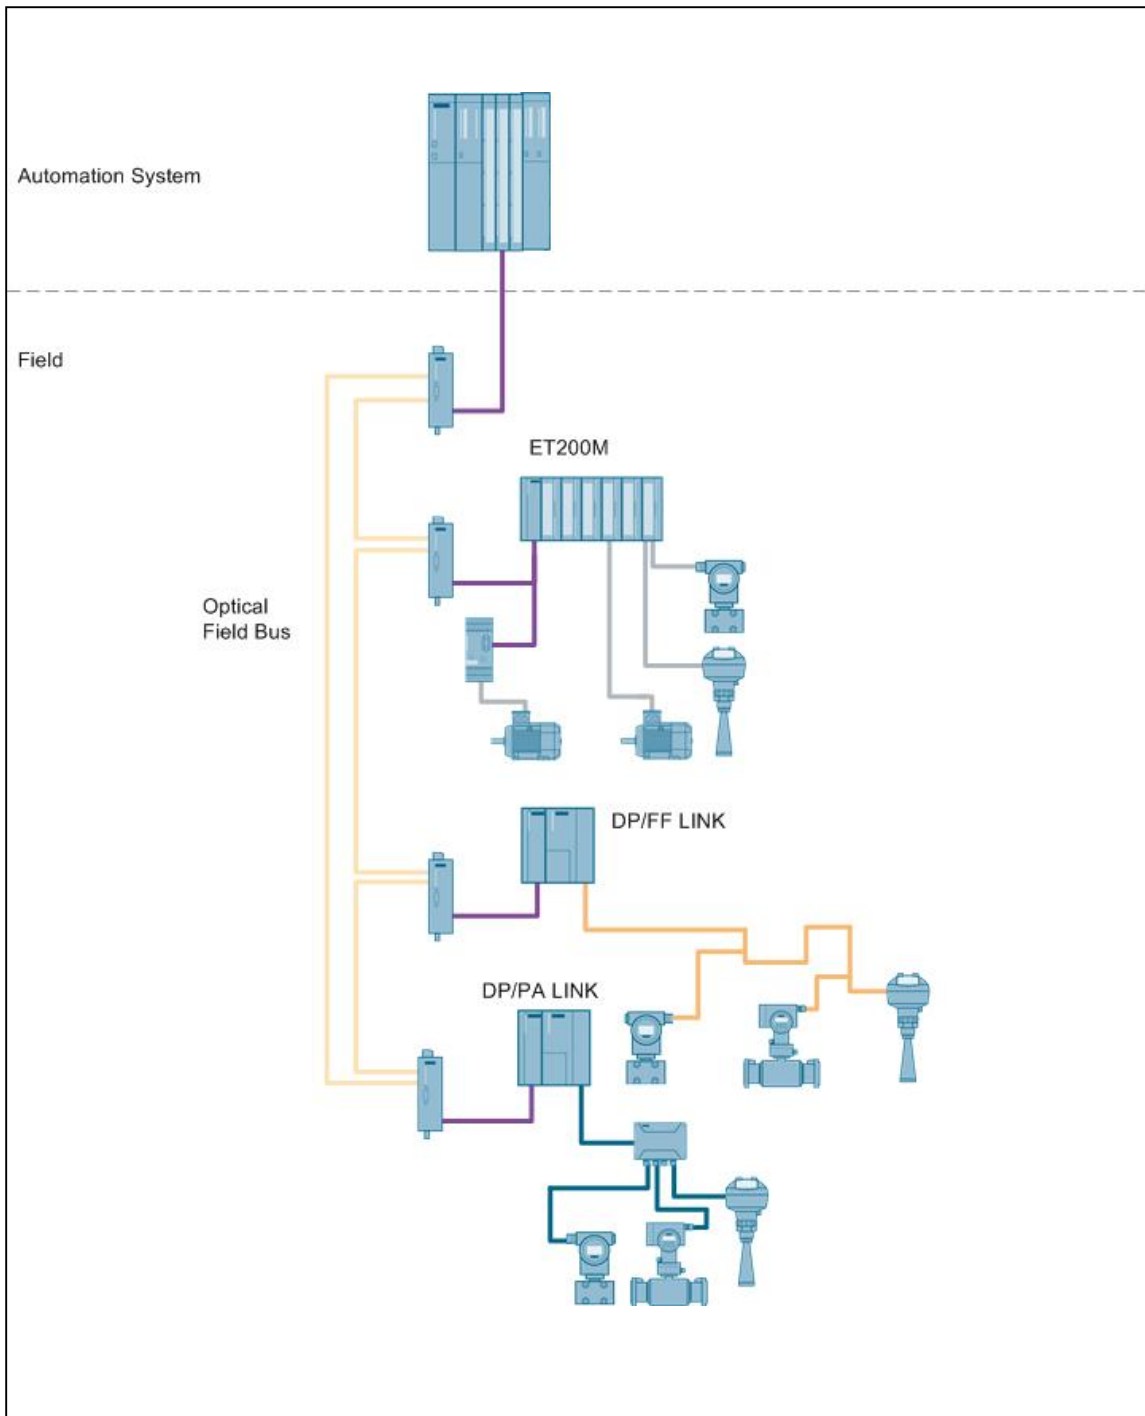 Automation System
Field
ET200M
Optical
Field Bus
DP/FF LINK
DP/PA LINK